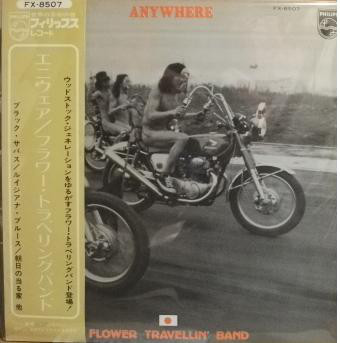 FX-8507
フィリップス
レコード
PHILIPS
エニウェア/フラワー・トラベリングバンド
ウッドストック・ジェネレーションをゆるがすフラワー・トラベリングバンド登場!
ブラック・サバス/ルイジアナ・ブルース/朝日の当る家 他
ANYWHERE
FX-8507
PHILIPS
FLOWER TRAVELLIN' BAND